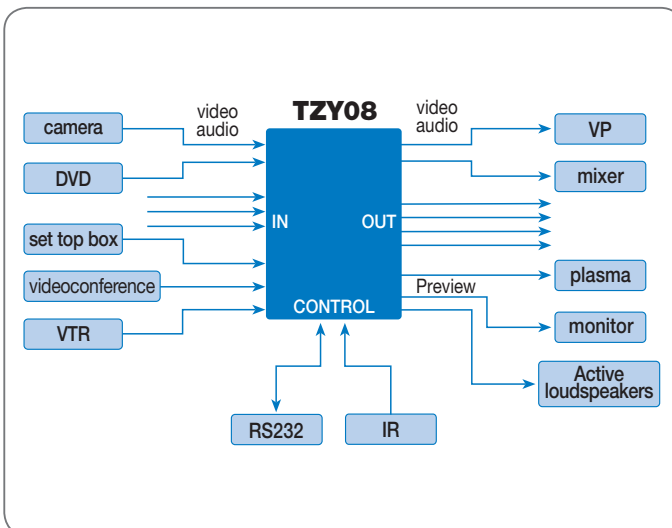 TZY08
video
audio
video
audio
camera
DVD
set top box
videoconference
VTR
IN
OUT
CONTROL
VP
mixer
plasma
Preview
monitor
Active
loudspeakers
RS232
IR